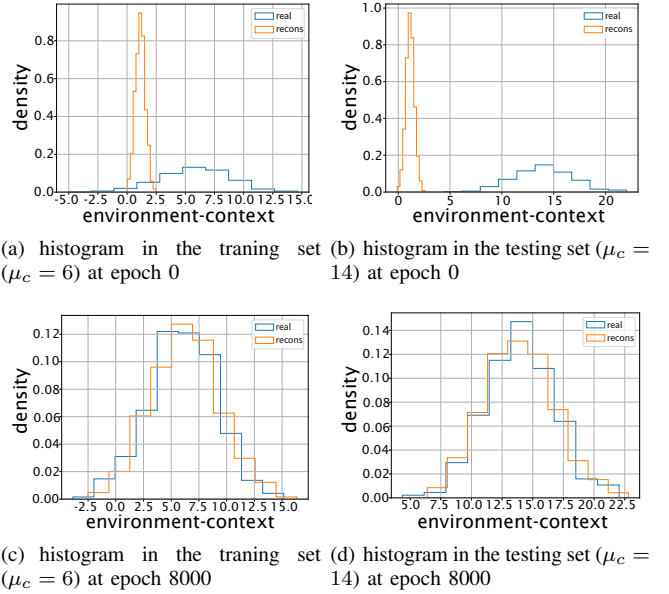 real
recons
0.8
0.6
0.4
0.2
0.0
density
-5.0 -2.5 0.0 2.5 5.0 7.5 10.0 12.5 15.0
environment-context
real
recons
1.0
0.8
0.6
0.4
0.2
0.0
density
0 5 10 15 20
environment-context
(a) histogram in the traning set
(μc = 6) at epoch 0
(b) histogram in the testing set (μc =
14) at epoch 0
real
recons
0.12
0.10
0.08
0.06
0.04
0.02
0.00
density
-2.5 0.0 2.5 5.0 7.5 10.0 12.5 15.0
environment-context
real
recons
0.14
0.12
0.10
0.08
0.06
0.04
0.02
0.00
density
5.0 7.5 10.0 12.5 15.0 17.5 20.0 22.5
environment-context
(c) histogram in the traning set
(μc = 6) at epoch 8000
(d) histogram in the testing set (μc =
14) at epoch 8000